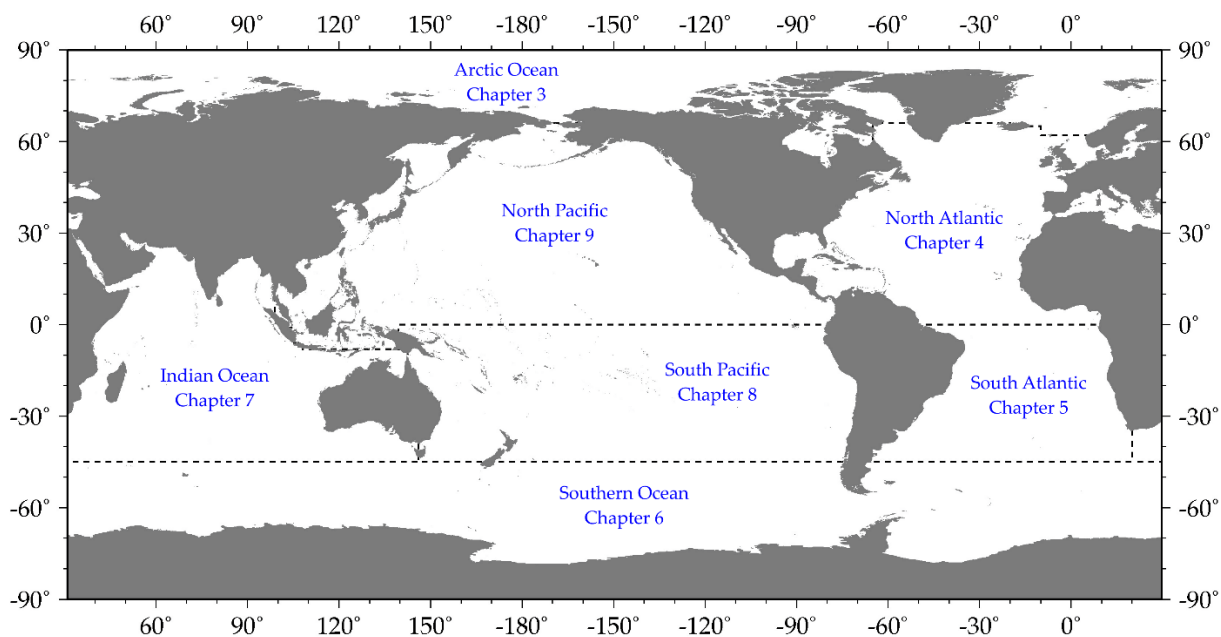 60° 90° 120° 150° -180° -150° -120° -90° -60° -30° 0°
90° 90°
Arctic Ocean
Chapter 3
60° 60°
North Pacific
Chapter 9
North Atlantic
Chapter 4
30° 30°
0° 0°
Indian Ocean
Chapter 7
South Pacific
Chapter 8
South Atlantic
Chapter 5
-30° -30°
Southern Ocean
Chapter 6
-60° -60°
-90° -90°
60° 90° 120° 150° -180° -150° -120° -90° -60° -30° 0°